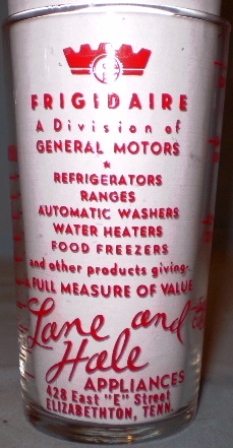 FRIGIDAIRE
A Division of
GENERAL MOTORS
★
REFRIGERATORS
RANGES
AUTOMATIC WASHERS
WATER HEATERS
FOOD FREEZERS
and other products giving-
A FULL MEASURE OF VALUE
Lane and
Hale
APPLIANCES
428 East "E" Street
ELIZABETHTON, TENN.